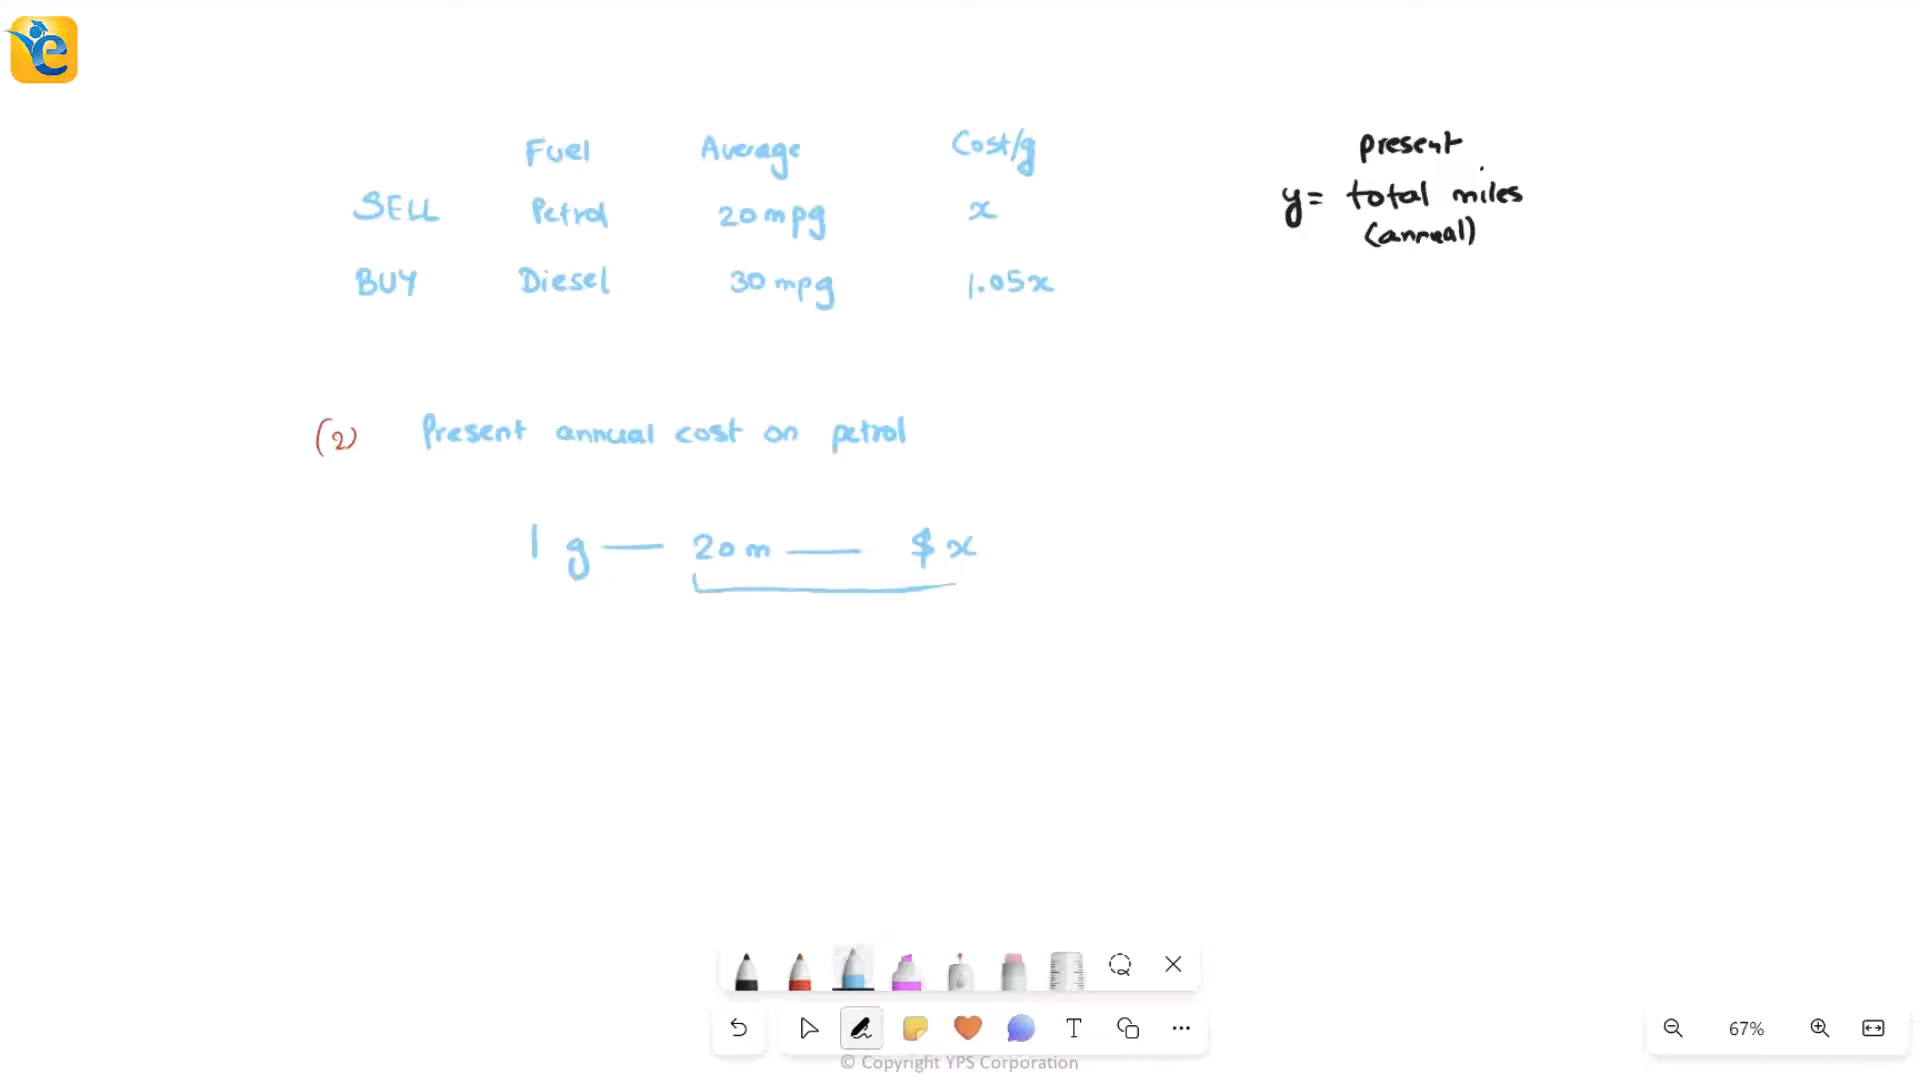 Fuel Average Cost/g
SELL Petrol 20 mpg x
BUY Diesel 30 mpg 1.05x
present
y = total miles
(annual)
(2) Present annual cost on petrol
1 g — 20 m — $ x
67%
© Copyright YPS Corporation